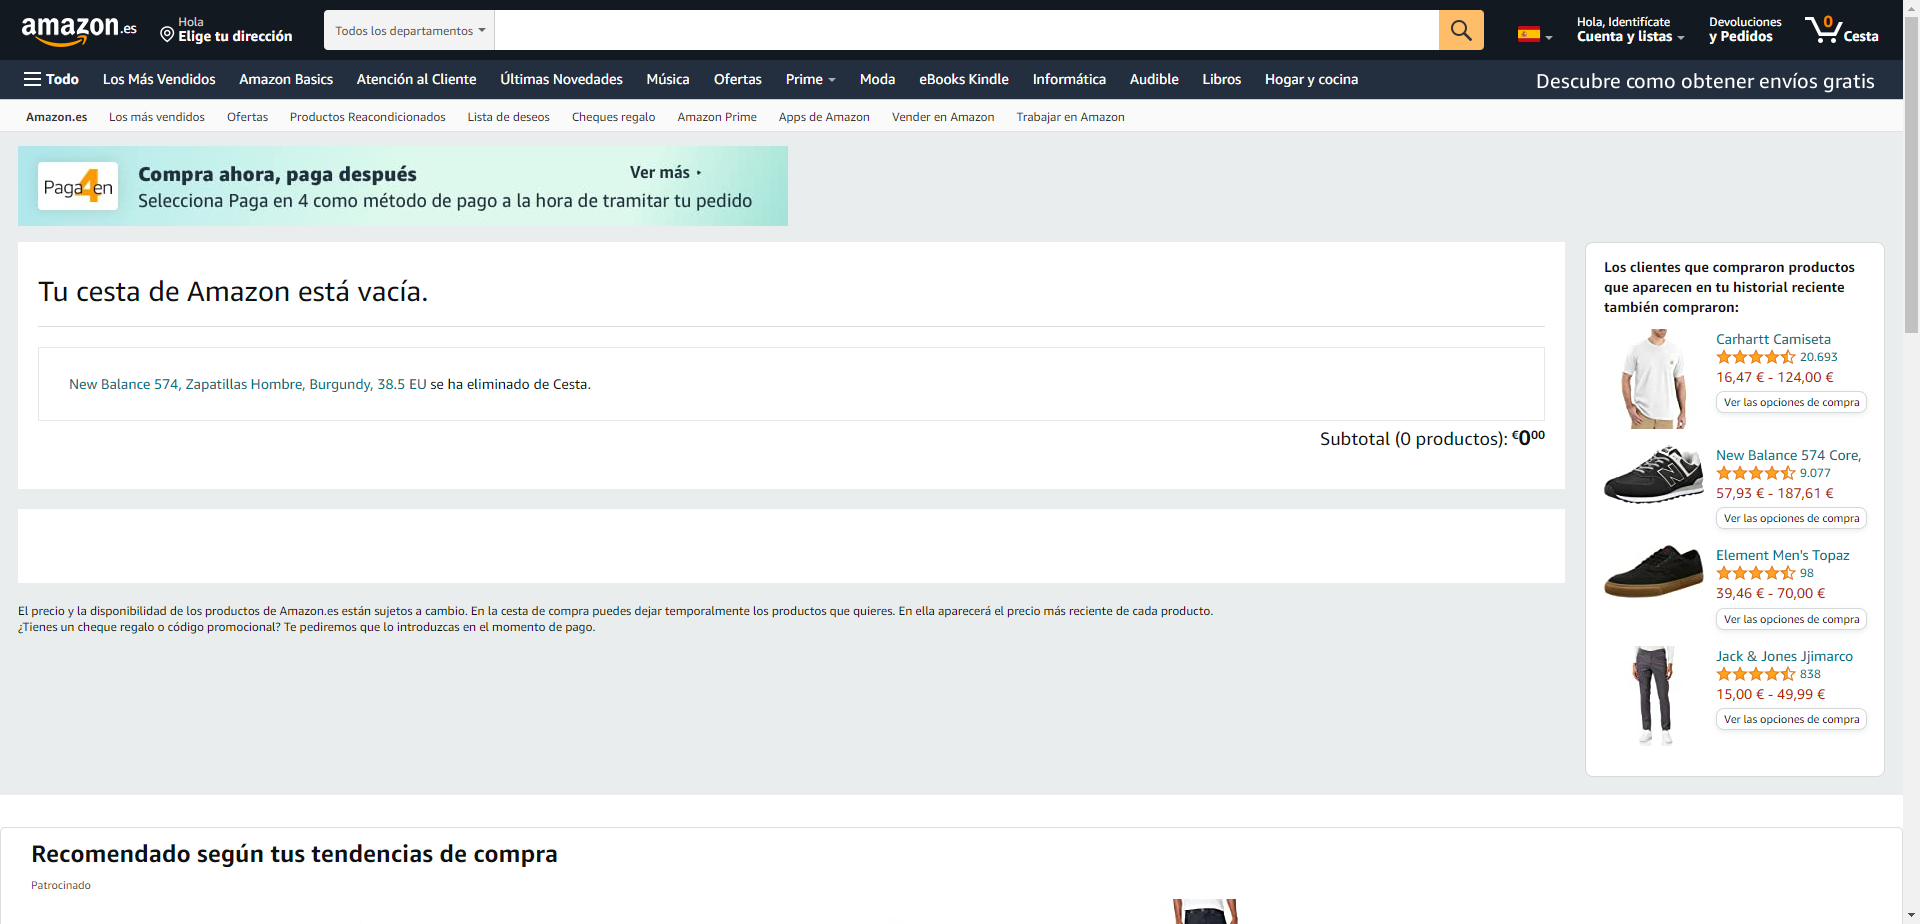 amazon.es
Hola
Elige tu dirección
Todos los departamentos
Hola, Identifícate
Cuenta y listas
Devoluciones
y Pedidos
0
Cesta
Todo
Los Más Vendidos
Amazon Basics
Atención al Cliente
Últimas Novedades
Música
Ofertas
Prime
Moda
eBooks Kindle
Informática
Audible
Libros
Hogar y cocina
Descubre como obtener envíos gratis
Amazon.es
Los más vendidos
Ofertas
Productos Reacondicionados
Lista de deseos
Cheques regalo
Amazon Prime
Apps de Amazon
Vender en Amazon
Trabajar en Amazon
Paga en 4
Compra ahora, paga después
Ver más
Selecciona Paga en 4 como método de pago a la hora de tramitar tu pedido
Tu cesta de Amazon está vacía.
New Balance 574, Zapatillas Hombre, Burgundy, 38.5 EU se ha eliminado de Cesta.
Subtotal (0 productos): €000
El precio y la disponibilidad de los productos de Amazon.es están sujetos a cambio. En la cesta de compra puedes dejar temporalmente los productos que quieres. En ella aparecerá el precio más reciente de cada producto.
¿Tienes un cheque regalo o código promocional? Te pediremos que lo introduzcas en el momento de pago.
Los clientes que compraron productos
que aparecen en tu historial reciente
también compraron:
Carhartt Camiseta
20.693
16,47 € - 124,00 €
Ver las opciones de compra
New Balance 574 Core,
9.077
57,93 € - 187,61 €
Ver las opciones de compra
Element Men's Topaz
98
39,46 € - 70,00 €
Ver las opciones de compra
Jack & Jones Jjimarco
838
15,00 € - 49,99 €
Ver las opciones de compra
Recomendado según tus tendencias de compra
Patrocinado